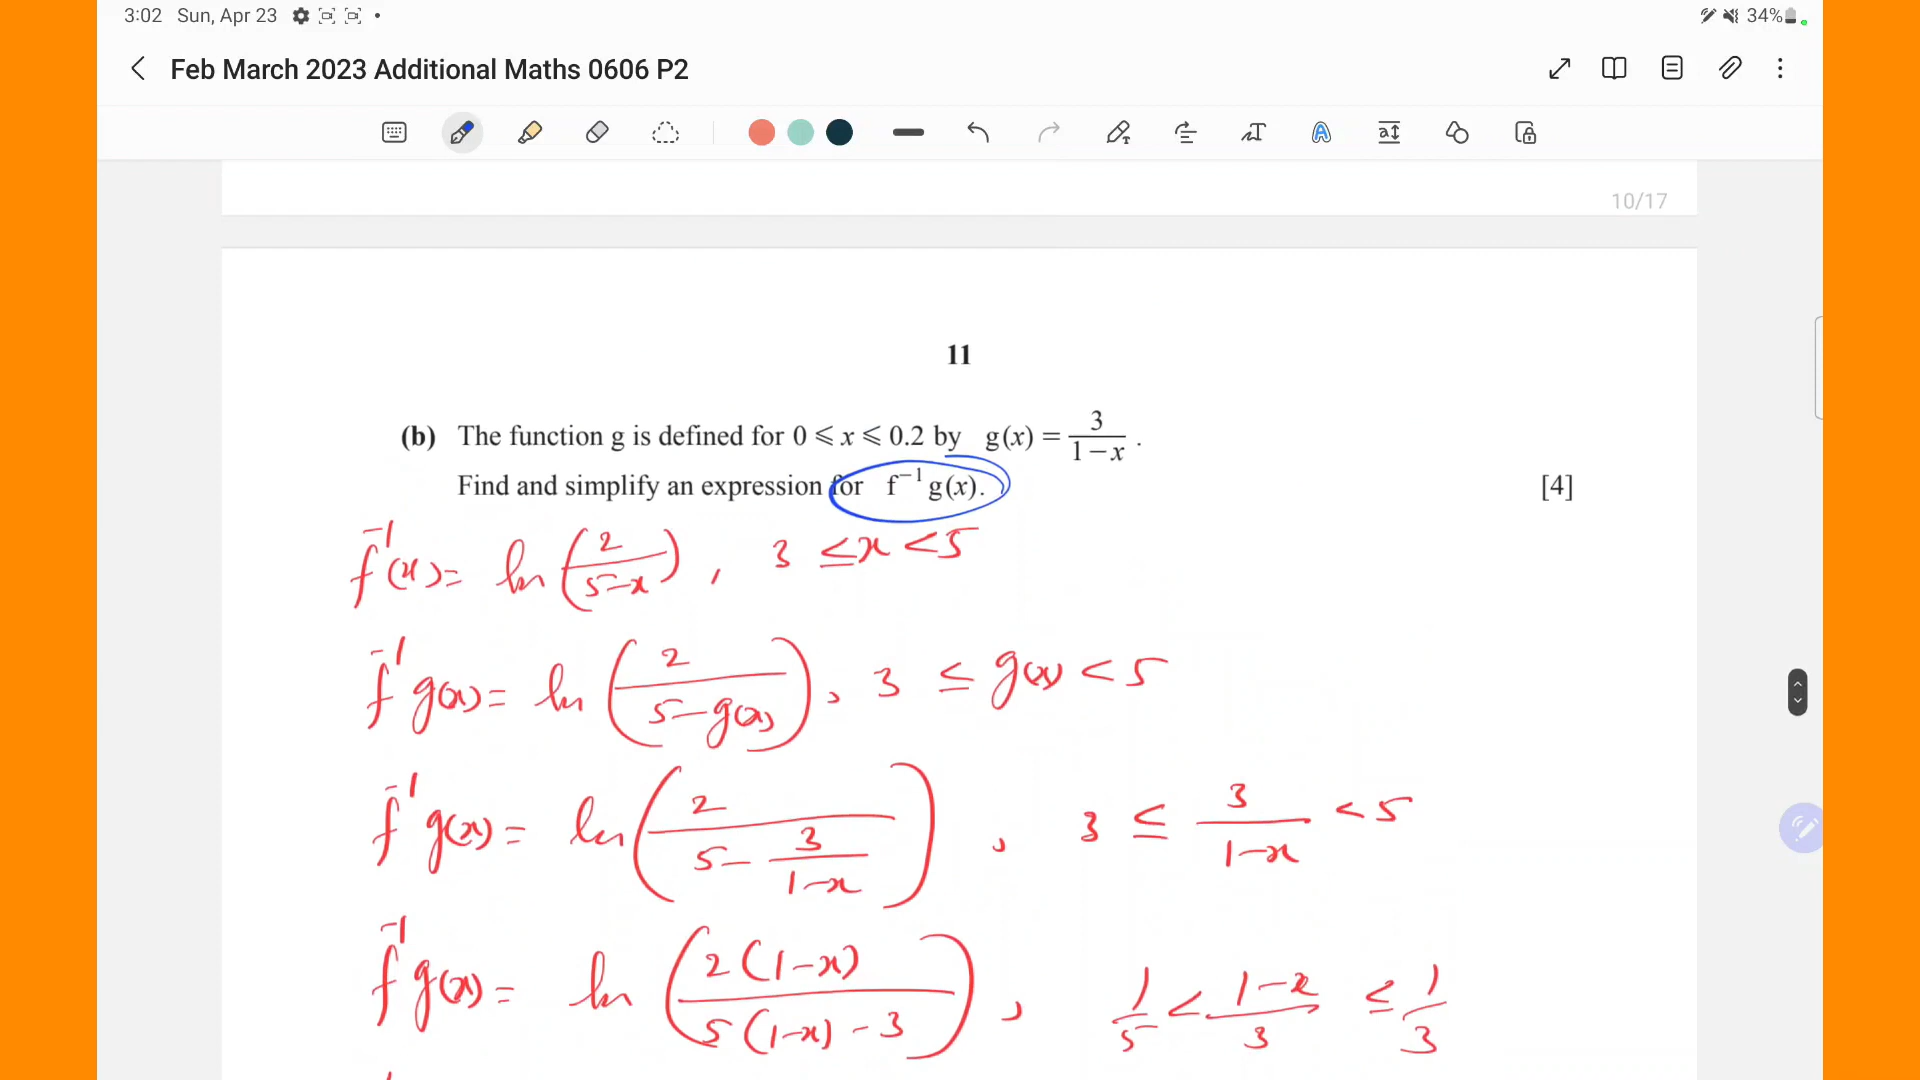 3:02 Sun, Apr 23
34%
Feb March 2023 Additional Maths 0606 P2
10/17
11
(b) The function g is defined for 0 ⩽ x ⩽ 0.2 by g(x) = 3/(1−x) .
Find and simplify an expression for f⁻¹g(x). [4]
f⁻¹(x) = ln(2/(5−x)) , 3 ≤ x < 5
f⁻¹g(x) = ln(2/(5−g(x))) , 3 ≤ g(x) < 5
f⁻¹g(x) = ln(2/(5−3/(1−x))) , 3 ≤ 3/(1−x) < 5
f⁻¹g(x) = ln(2(1−x)/(5(1−x)−3)) , 1/5 < (1−x)/3 ≤ 1/3